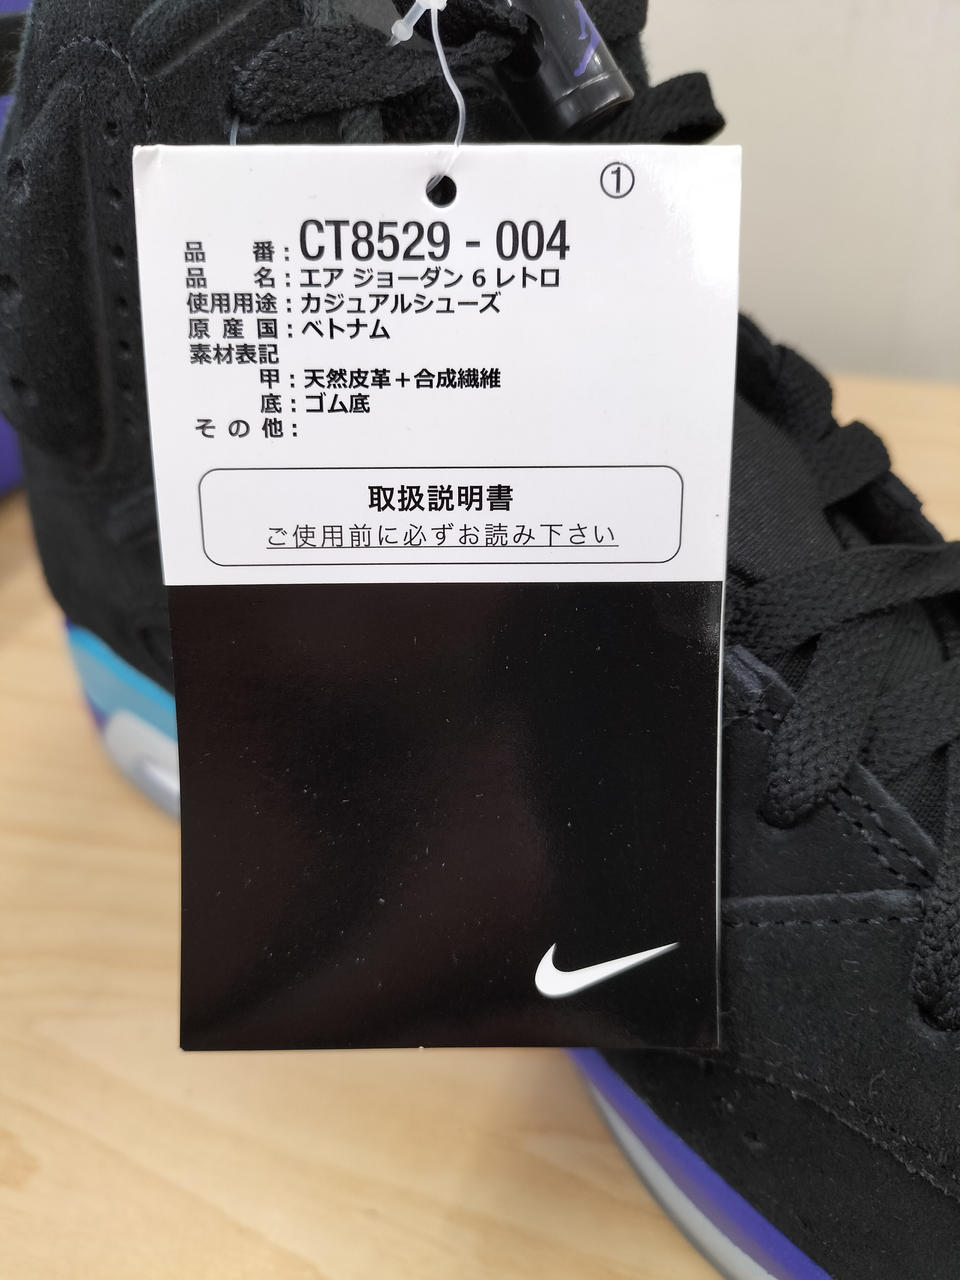 ①
品番：CT8529 - 004
品名：エア ジョーダン 6 レトロ
使用用途：カジュアルシューズ
原産国：ベトナム
素材表記
甲：天然皮革＋合成繊維
底：ゴム底
その他：
取扱説明書
ご使用前に必ずお読み下さい